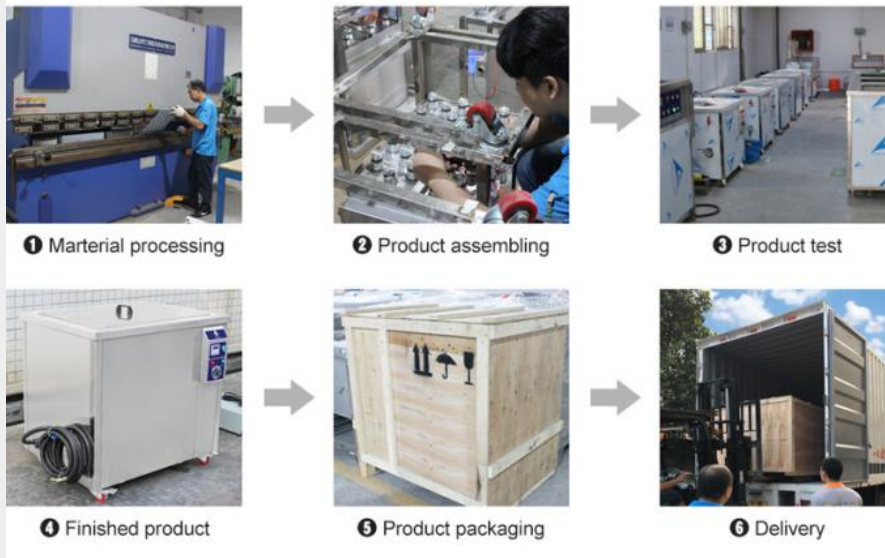 ❶ Marterial processing
❷ Product assembling
❸ Product test
❹ Finished product
❺ Product packaging
❻ Delivery